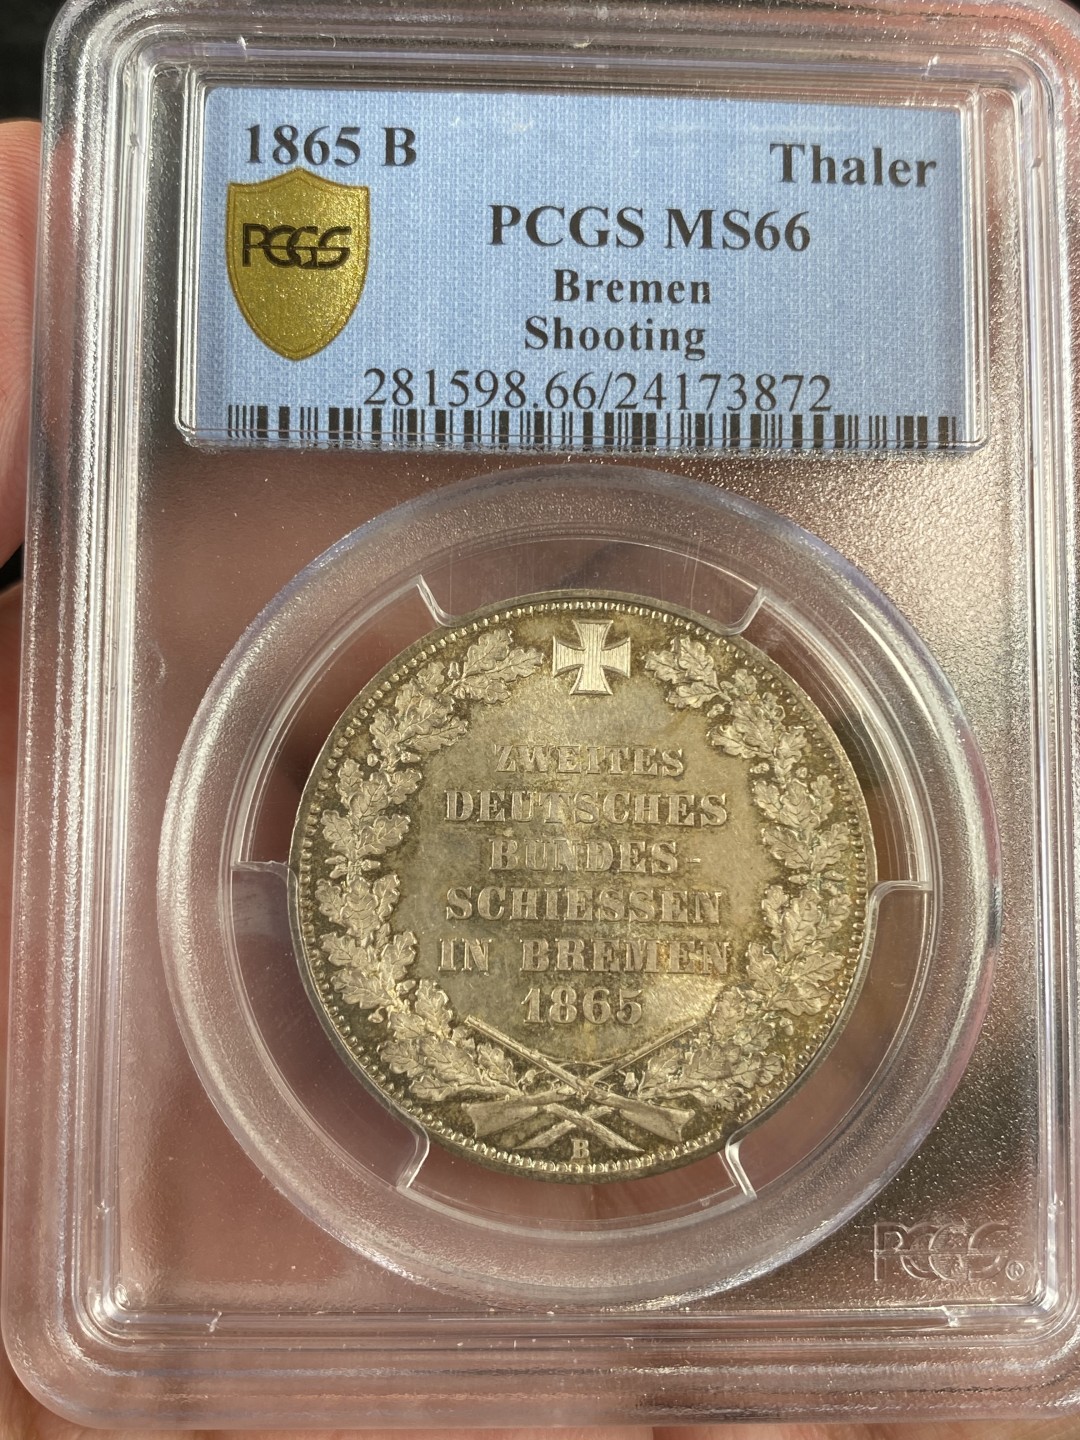 1865 B
Thaler
PCGS
PCGS MS66
Bremen
Shooting
281598.66/24173872
ZWEITES
DEUTSCHES
BUNDES-
SCHIESSEN
IN BREMEN
1865
B
PCGS®